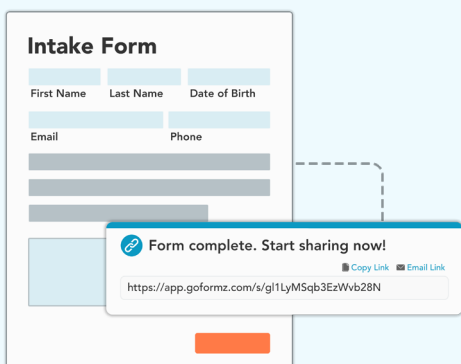 Intake Form
First Name Last Name Date of Birth
Email Phone
Form complete. Start sharing now!
Copy Link Email Link
https://app.goformz.com/s/gl1LyMSqb3EzWvb28N